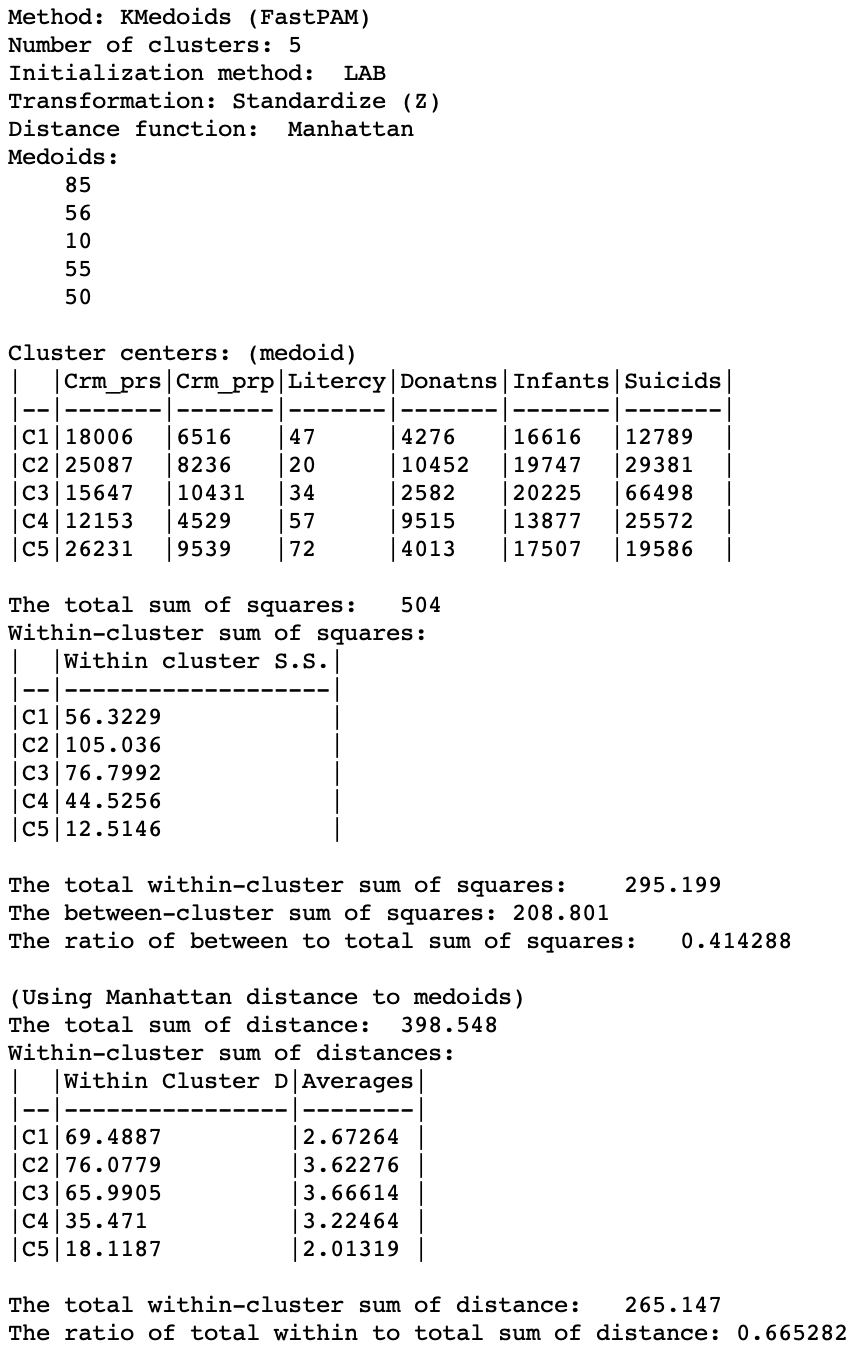 Method: KMedoids (FastPAM)
Number of clusters: 5
Initialization method:  LAB
Transformation: Standardize (Z)
Distance function:  Manhattan
Medoids:
    85
    56
    10
    55
    50

Cluster centers: (medoid)
|  |Crm_prs|Crm_prp|Litercy|Donatns|Infants|Suicids|
|--|-------|-------|-------|-------|-------|-------|
|C1|18006  |6516   |47     |4276   |16616  |12789  |
|C2|25087  |8236   |20     |10452  |19747  |29381  |
|C3|15647  |10431  |34     |2582   |20225  |66498  |
|C4|12153  |4529   |57     |9515   |13877  |25572  |
|C5|26231  |9539   |72     |4013   |17507  |19586  |

The total sum of squares:   504
Within-cluster sum of squares:
|  |Within cluster S.S.|
|--|-------------------|
|C1|56.3229            |
|C2|105.036            |
|C3|76.7992            |
|C4|44.5256            |
|C5|12.5146            |

The total within-cluster sum of squares:    295.199
The between-cluster sum of squares: 208.801
The ratio of between to total sum of squares:   0.414288

(Using Manhattan distance to medoids)
The total sum of distance:  398.548
Within-cluster sum of distances:
|  |Within Cluster D|Averages|
|--|----------------|--------|
|C1|69.4887         |2.67264 |
|C2|76.0779         |3.62276 |
|C3|65.9905         |3.66614 |
|C4|35.471          |3.22464 |
|C5|18.1187         |2.01319 |

The total within-cluster sum of distance:   265.147
The ratio of total within to total sum of distance: 0.665282